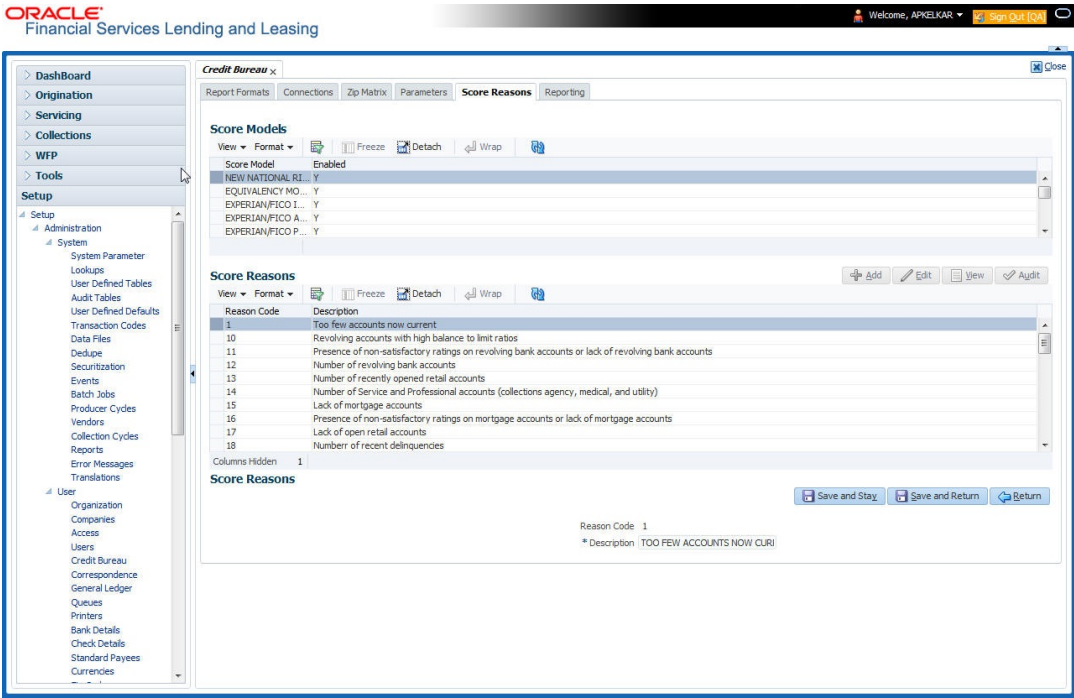 ORACLE
Financial Services Lending and Leasing
Welcome, APKELKAR
Sign Out [QA]
Close
DashBoard
Origination
Servicing
Collections
WFP
Tools
Setup
Setup
Administration
System
System Parameter
Lookups
User Defined Tables
Audit Tables
User Defined Defaults
Transaction Codes
Data Files
Dedupe
Securitization
Events
Batch Jobs
Producer Cycles
Vendors
Collection Cycles
Reports
Error Messages
Translations
User
Organization
Companies
Access
Users
Credit Bureau
Correspondence
General Ledger
Queues
Printers
Bank Details
Check Details
Standard Payees
Currencies
Credit Bureau x
Report Formats Connections Zip Matrix Parameters Score Reasons Reporting
Score Models
View Format Freeze Detach Wrap
Score Model Enabled
NEW NATIONAL RI... Y
EQUIVALENCY MO... Y
EXPERIAN/FICO I... Y
EXPERIAN/FICO A... Y
EXPERIAN/FICO P... Y
Score Reasons
Add Edit View Audit
View Format Freeze Detach Wrap
Reason Code Description
1 Too few accounts now current
10 Revolving accounts with high balance to limit ratios
11 Presence of non-satisfactory ratings on revolving bank accounts or lack of revolving bank accounts
12 Number of revolving bank accounts
13 Number of recently opened retail accounts
14 Number of Service and Professional accounts (collections agency, medical, and utility)
15 Lack of mortgage accounts
16 Presence of non-satisfactory ratings on mortgage accounts or lack of mortgage accounts
17 Lack of open retail accounts
18 Numberr of recent delinquencies
Columns Hidden 1
Score Reasons
Save and Stay Save and Return Return
Reason Code 1
* Description TOO FEW ACCOUNTS NOW CURI